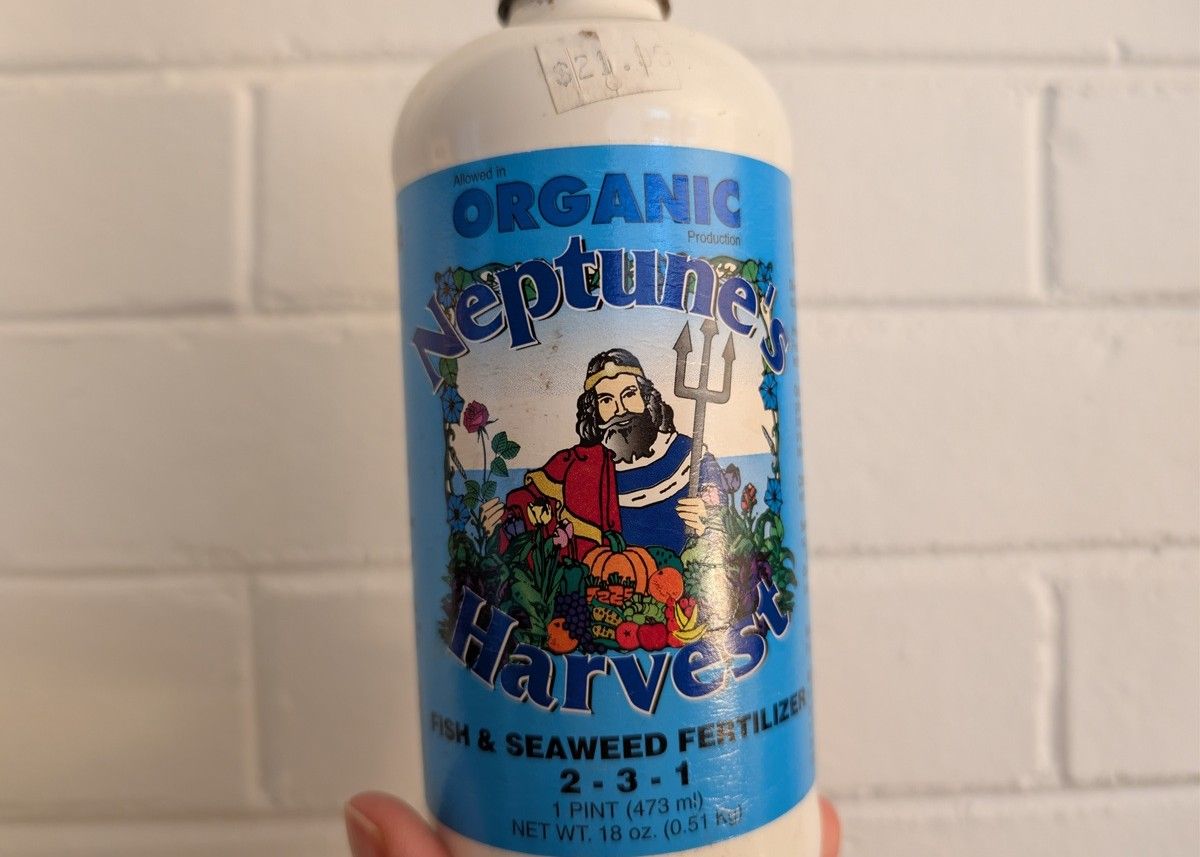 Allowed in
ORGANIC
Production
Neptune's
Harvest
FISH & SEAWEED FERTILIZER
2 - 3 - 1
1 PINT (473 ml)
NET WT. 18 oz. (0.51 Kg)